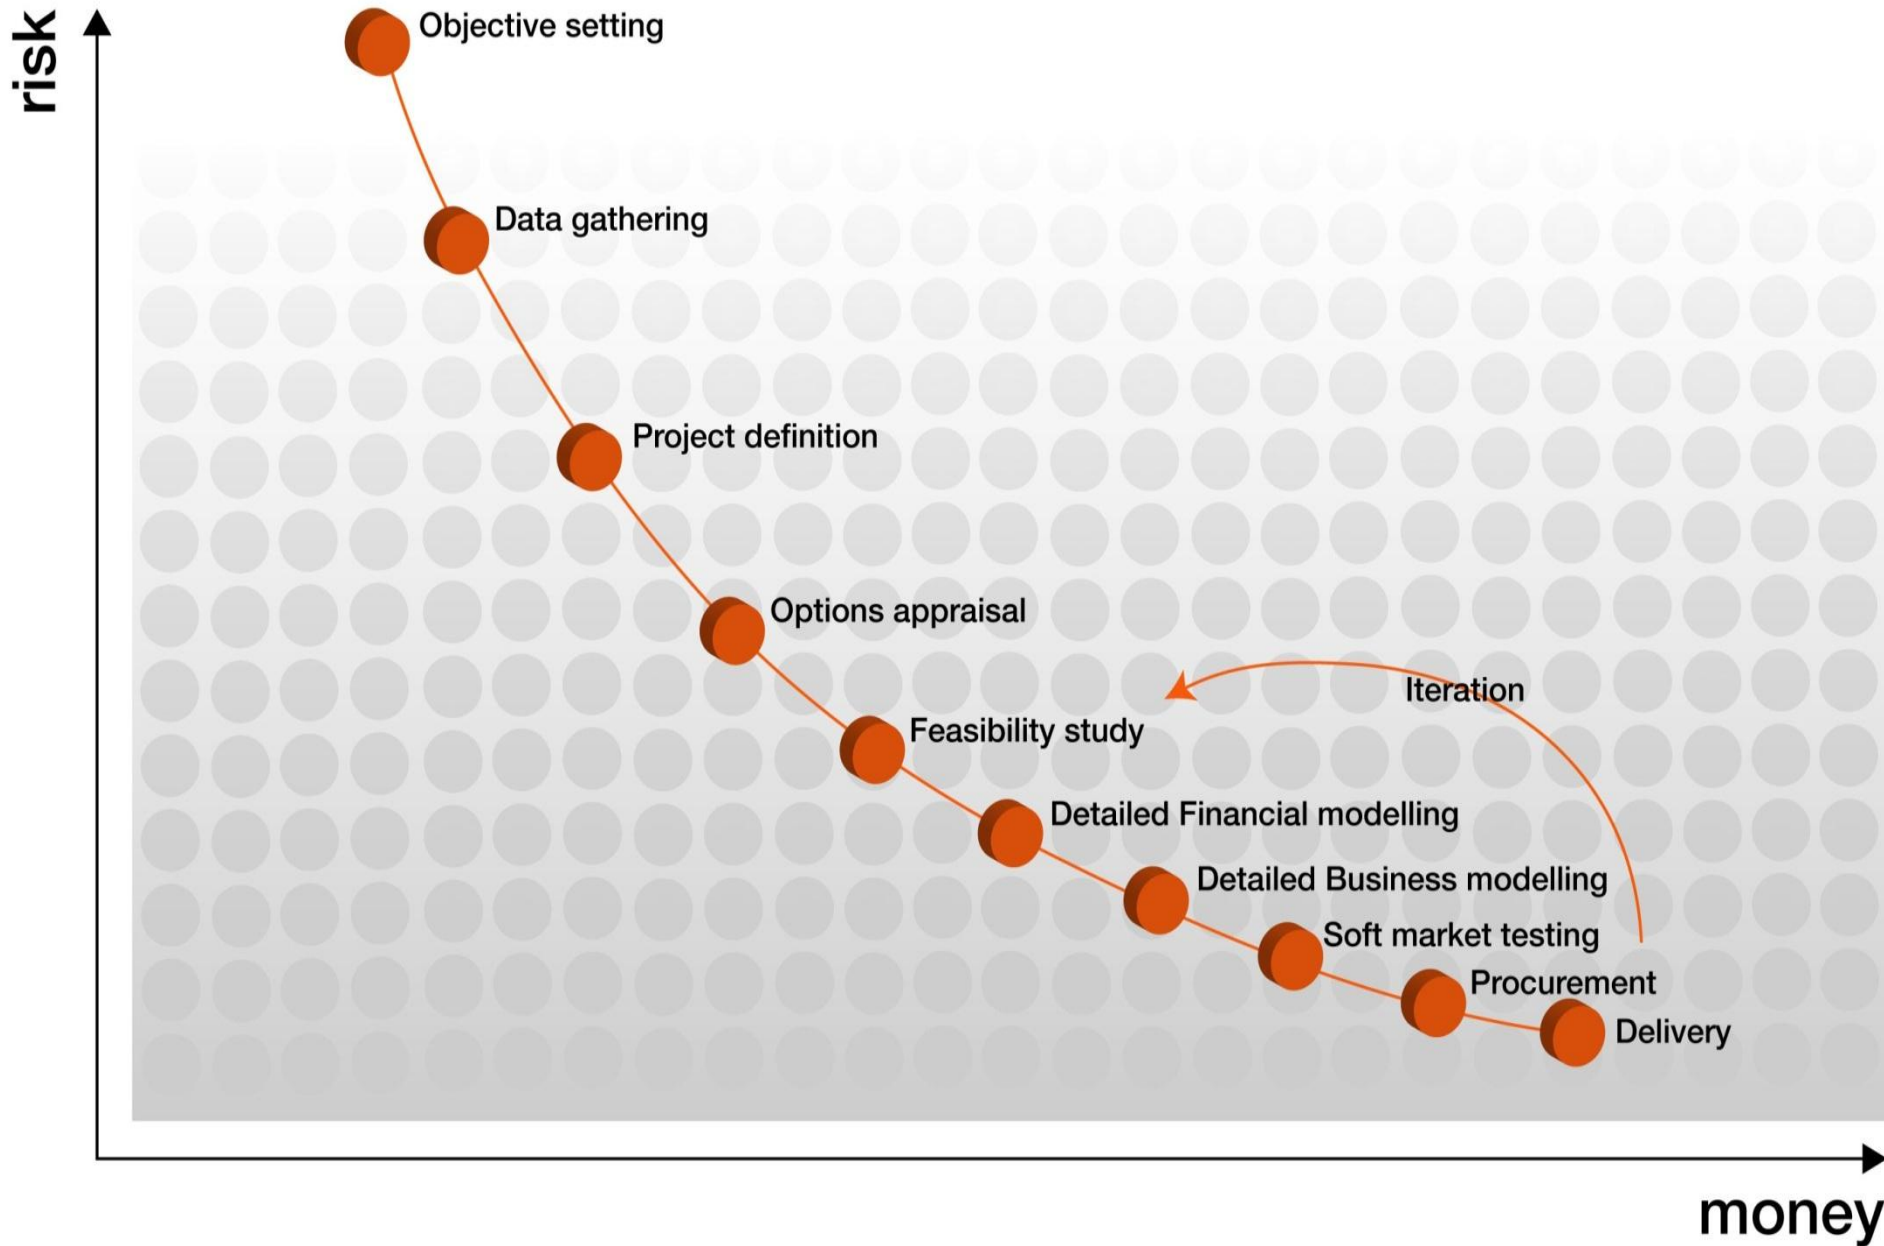 risk
Objective setting
Data gathering
Project definition
Options appraisal
Iteration
Feasibility study
Detailed Financial modelling
Detailed Business modelling
Soft market testing
Procurement
Delivery
money